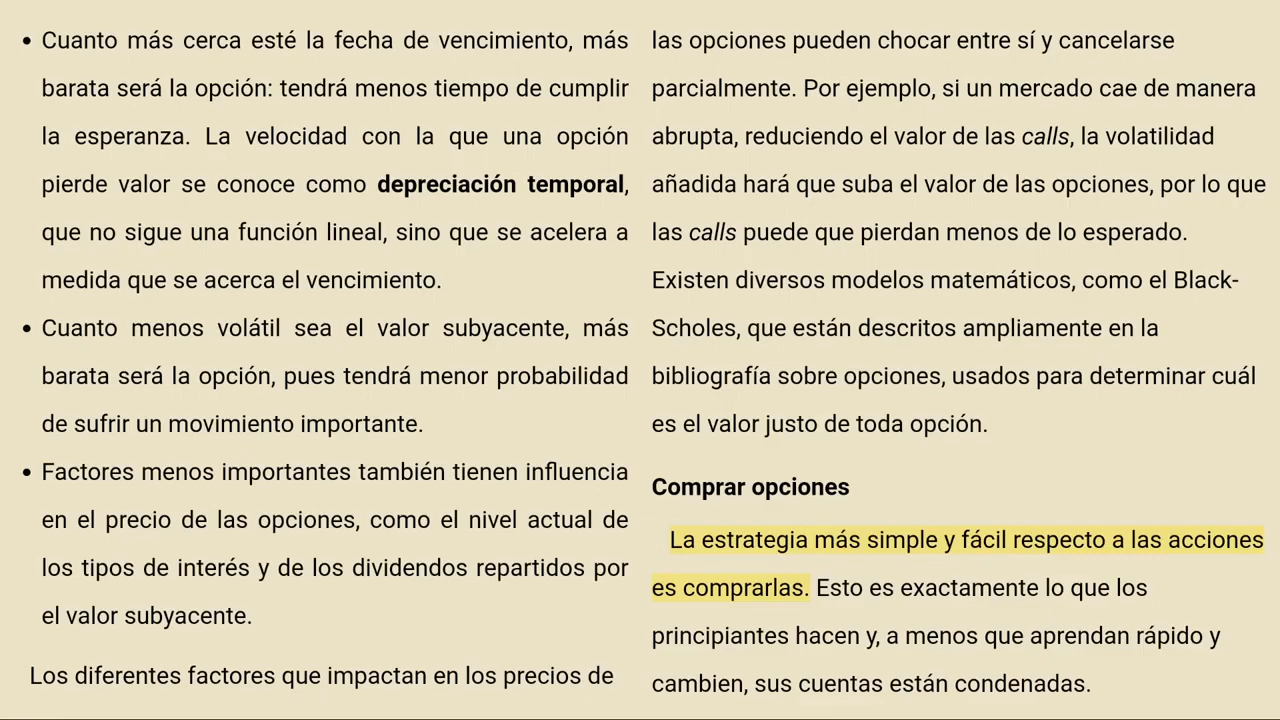 • Cuanto más cerca esté la fecha de vencimiento, más
barata será la opción: tendrá menos tiempo de cumplir
la esperanza. La velocidad con la que una opción
pierde valor se conoce como depreciación temporal,
que no sigue una función lineal, sino que se acelera a
medida que se acerca el vencimiento.
• Cuanto menos volátil sea el valor subyacente, más
barata será la opción, pues tendrá menor probabilidad
de sufrir un movimiento importante.
• Factores menos importantes también tienen influencia
en el precio de las opciones, como el nivel actual de
los tipos de interés y de los dividendos repartidos por
el valor subyacente.
Los diferentes factores que impactan en los precios de
las opciones pueden chocar entre sí y cancelarse
parcialmente. Por ejemplo, si un mercado cae de manera
abrupta, reduciendo el valor de las calls, la volatilidad
añadida hará que suba el valor de las opciones, por lo que
las calls puede que pierdan menos de lo esperado.
Existen diversos modelos matemáticos, como el Black-
Scholes, que están descritos ampliamente en la
bibliografía sobre opciones, usados para determinar cuál
es el valor justo de toda opción.
Comprar opciones
La estrategia más simple y fácil respecto a las acciones
es comprarlas. Esto es exactamente lo que los
principiantes hacen y, a menos que aprendan rápido y
cambien, sus cuentas están condenadas.